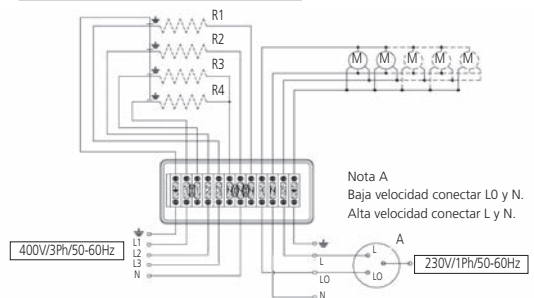 R1
R2
R3
R4
M M M M M
Nota A
Baja velocidad conectar L0 y N.
Alta velocidad conectar L y N.
400V/3Ph/50-60Hz
L1
L2
L3
N
L
LO
N
A
L
LO
230V/1Ph/50-60Hz